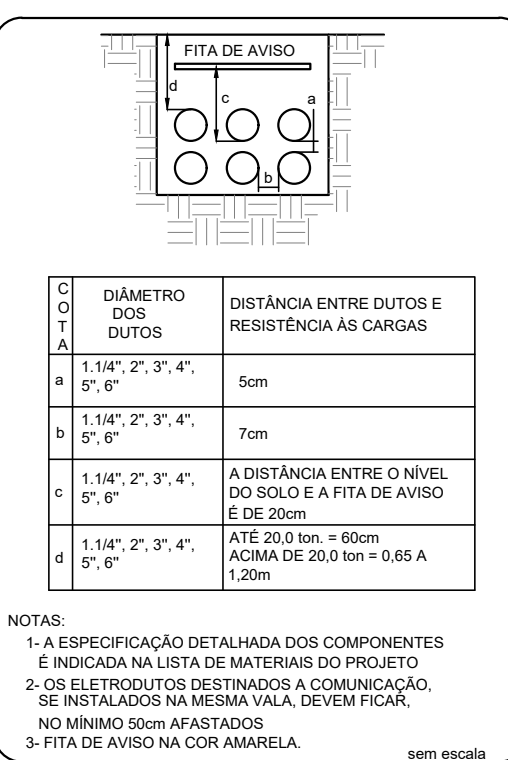 FITA DE AVISO
d
c
a
b
COTA
DIÂMETRO
DOS
DUTOS
DISTÂNCIA ENTRE DUTOS E
RESISTÊNCIA ÀS CARGAS
a
1.1/4", 2", 3", 4",
5", 6"
5cm
b
1.1/4", 2", 3", 4",
5", 6"
7cm
c
1.1/4", 2", 3", 4",
5", 6"
A DISTÂNCIA ENTRE O NÍVEL
DO SOLO E A FITA DE AVISO
É DE 20cm
d
1.1/4", 2", 3", 4",
5", 6"
ATÉ 20,0 ton. = 60cm
ACIMA DE 20,0 ton = 0,65 A
1,20m
NOTAS:
1- A ESPECIFICAÇÃO DETALHADA DOS COMPONENTES
É INDICADA NA LISTA DE MATERIAIS DO PROJETO
2- OS ELETRODUTOS DESTINADOS A COMUNICAÇÃO,
SE INSTALADOS NA MESMA VALA, DEVEM FICAR,
NO MÍNIMO 50cm AFASTADOS
3- FITA DE AVISO NA COR AMARELA.
sem escala